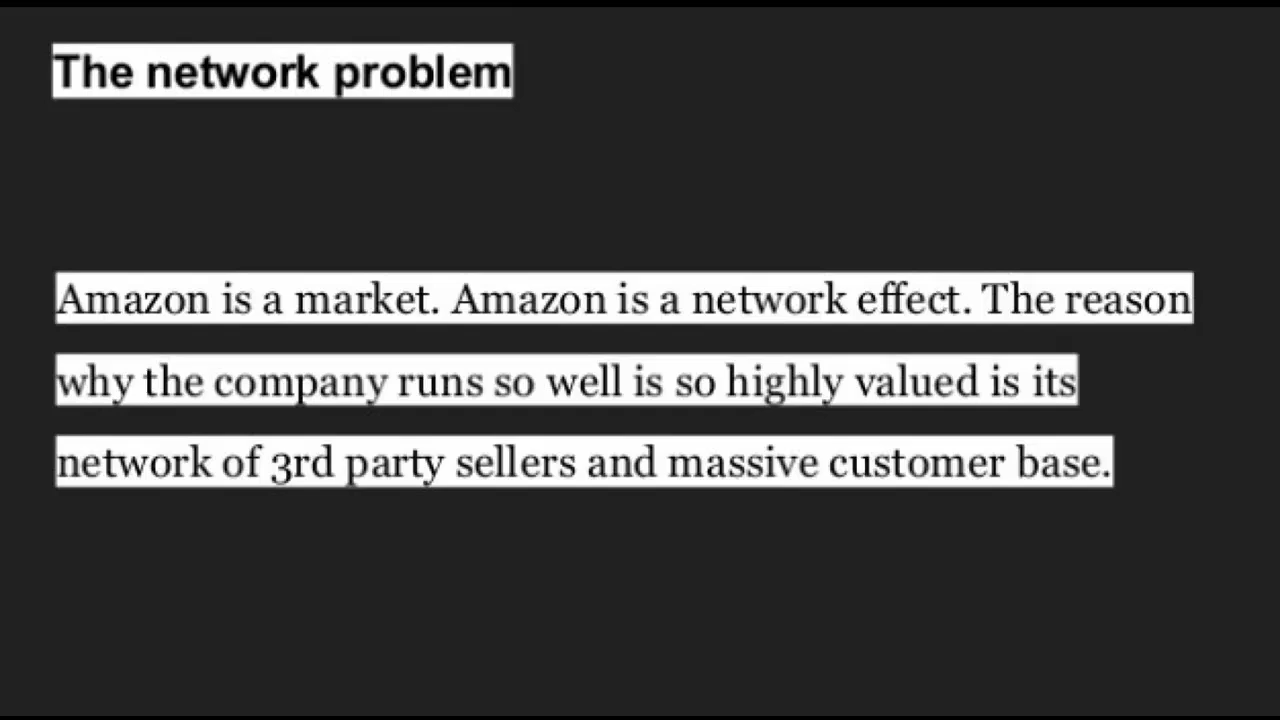 The network problem
Amazon is a market. Amazon is a network effect. The reason
why the company runs so well is so highly valued is its
network of 3rd party sellers and massive customer base.